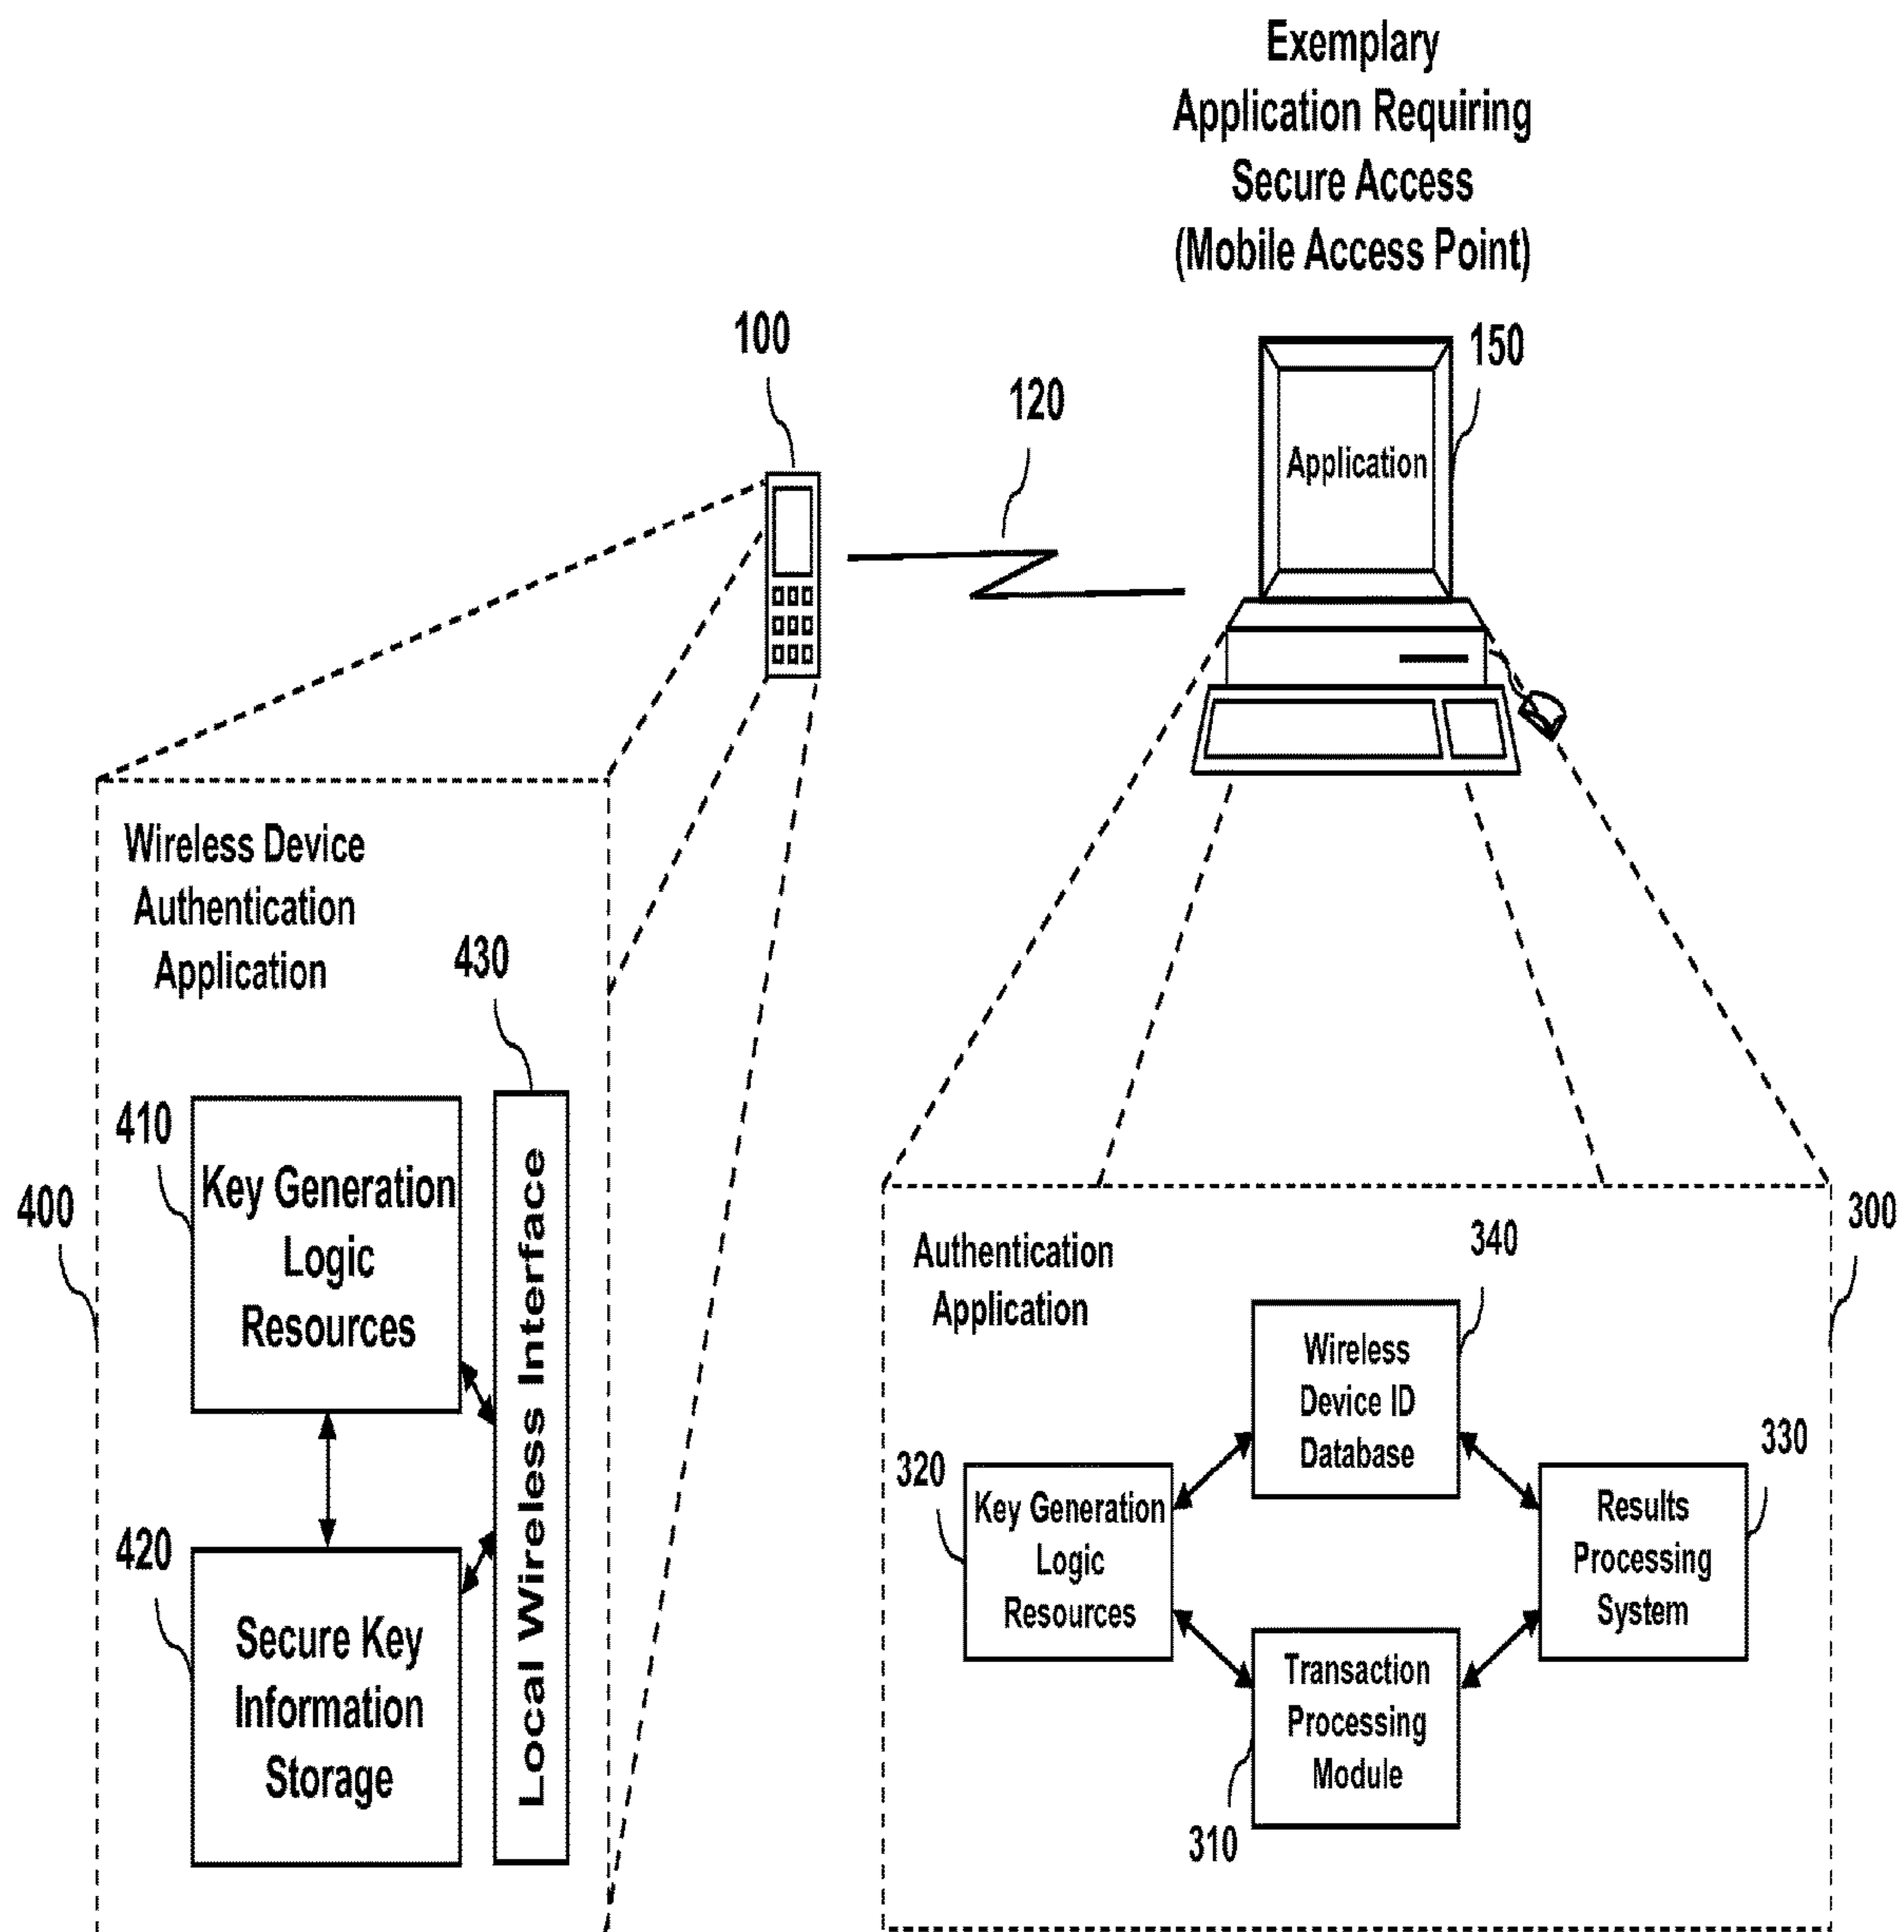 Exemplary
Application Requiring
Secure Access
(Mobile Access Point)
100
120
150
Application
Wireless Device
Authentication
Application
430
410
Key Generation
Logic
Resources
400
Local Wireless Interface
420
Secure Key
Information
Storage
300
Authentication
Application
340
Wireless
Device ID
Database
320
Key Generation
Logic
Resources
330
Results
Processing
System
Transaction
Processing
Module
310